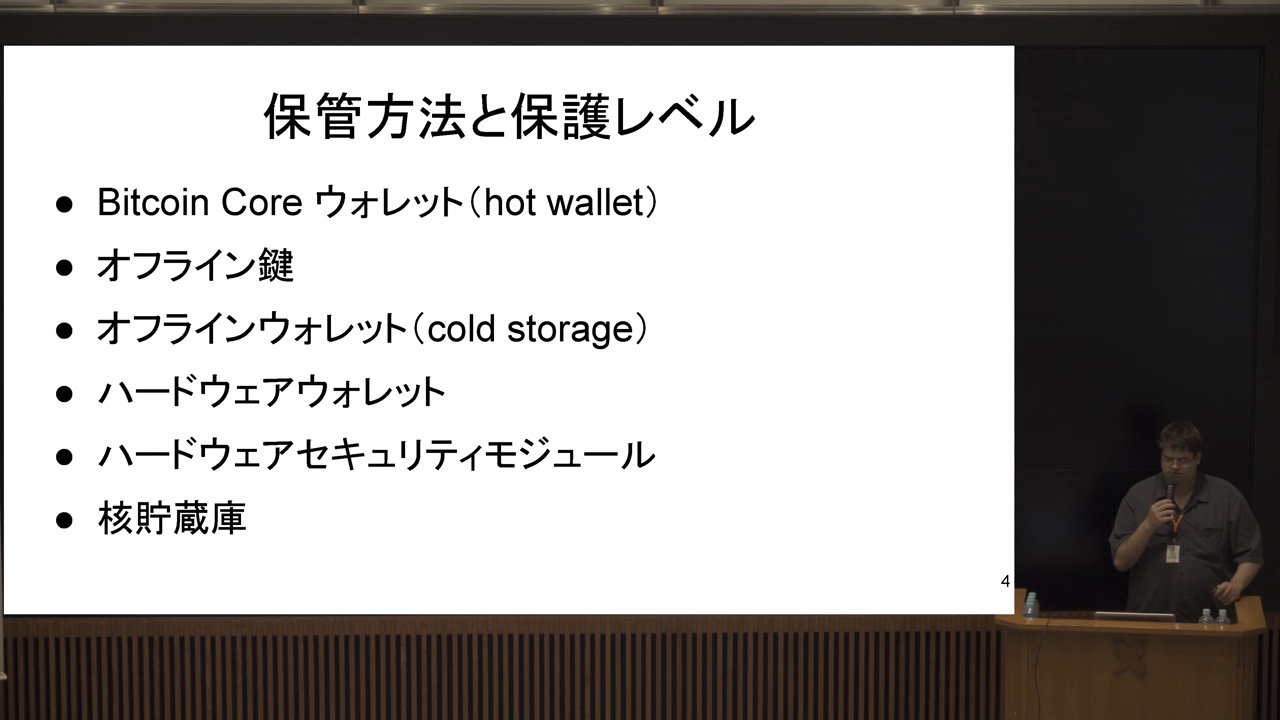 保管方法と保護レベル
● Bitcoin Core ウォレット（hot wallet）
● オフライン鍵
● オフラインウォレット（cold storage）
● ハードウェアウォレット
● ハードウェアセキュリティモジュール
● 核貯蔵庫
4